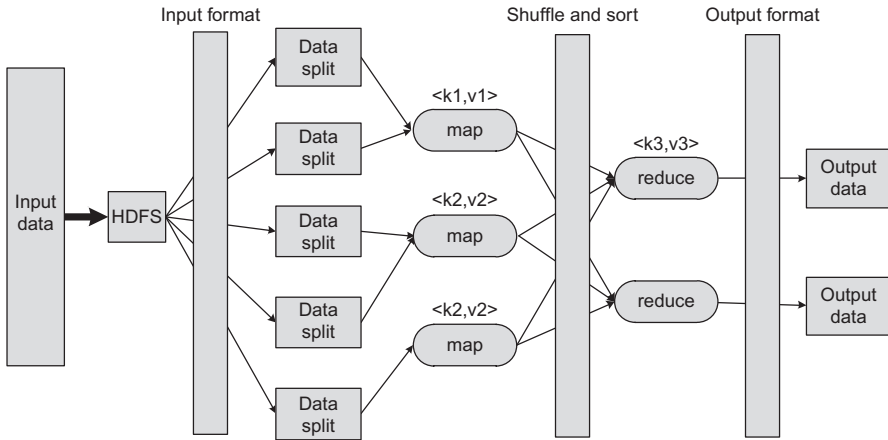 Input format
Shuffle and sort
Output format
Data
split
<k1,v1>
map
Data
split
<k3,v3>
reduce
Output
data
Input
data
HDFS
Data
split
<k2,v2>
map
Data
split
<k2,v2>
map
reduce
Output
data
Data
split